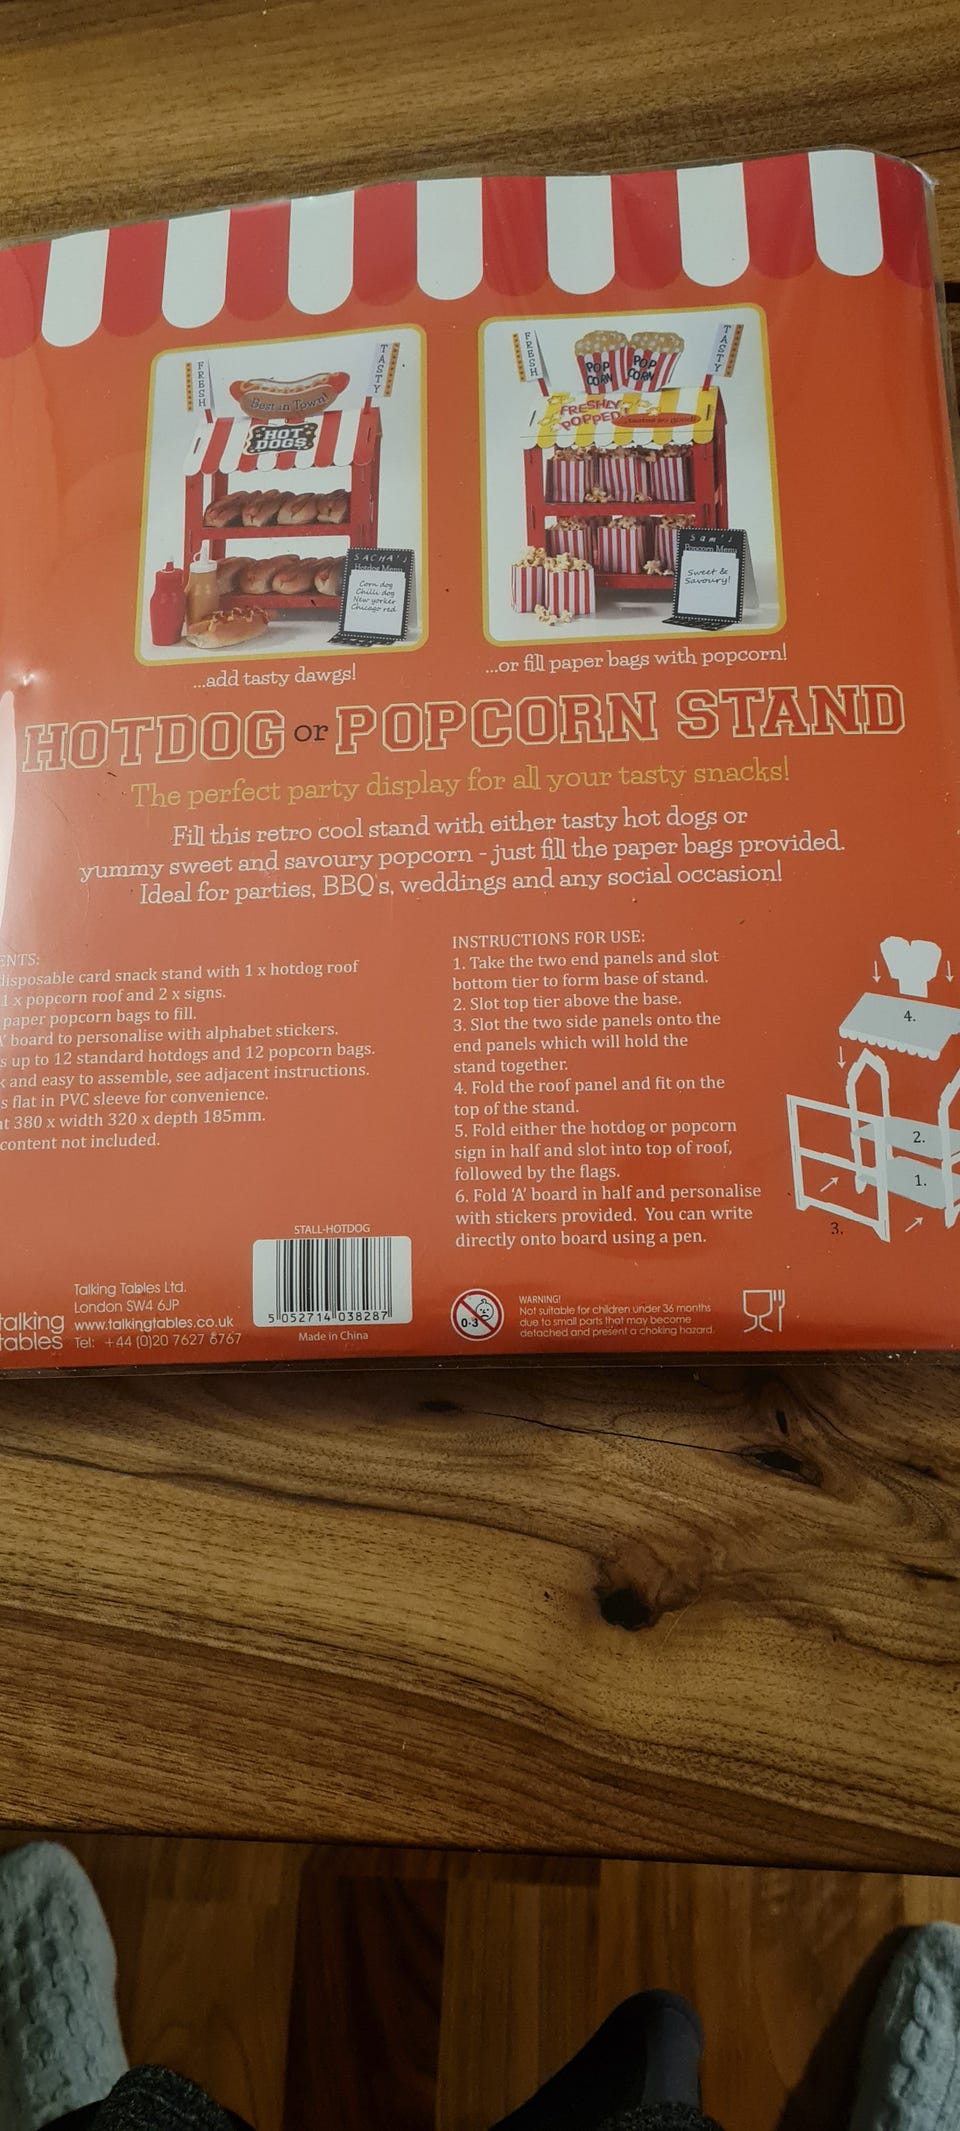 FRESH
TASTY
Best in Town!
HOT
DOGS
SACHA'S
Hotdog Menu
Corn dog
Chilli dog
New yorker
Chicago red
FRESH
TASTY
POP
CORN
POP
CORN
FRESHLY
POPPED
tastes so good!
Sam's
Popcorn Menu
Sweet &
Savoury!
...add tasty dawgs!
...or fill paper bags with popcorn!
HOTDOG or POPCORN STAND
The perfect party display for all your tasty snacks!
Fill this retro cool stand with either tasty hot dogs or
yummy sweet and savoury popcorn - just fill the paper bags provided.
Ideal for parties, BBQ's, weddings and any social occasion!
ENTS:
disposable card snack stand with 1 x hotdog roof
1 x popcorn roof and 2 x signs.
paper popcorn bags to fill.
A' board to personalise with alphabet stickers.
s up to 12 standard hotdogs and 12 popcorn bags.
k and easy to assemble, see adjacent instructions.
s flat in PVC sleeve for convenience.
ht 380 x width 320 x depth 185mm.
content not included.
INSTRUCTIONS FOR USE:
1. Take the two end panels and slot
bottom tier to form base of stand.
2. Slot top tier above the base.
3. Slot the two side panels onto the
end panels which will hold the
stand together.
4. Fold the roof panel and fit on the
top of the stand.
5. Fold either the hotdog or popcorn
sign in half and slot into top of roof,
followed by the flags.
6. Fold 'A' board in half and personalise
with stickers provided. You can write
directly onto board using a pen.
4.
2.
1.
3.
STALL-HOTDOG
5 052714 038287
Made in China
talking
tables
Talking Tables Ltd.
London SW4 6JP
www.talkingtables.co.uk
Tel: +44 (0)20 7627 6767
0-3
WARNING!
Not suitable for children under 36 months
due to small parts that may become
detached and present a choking hazard.